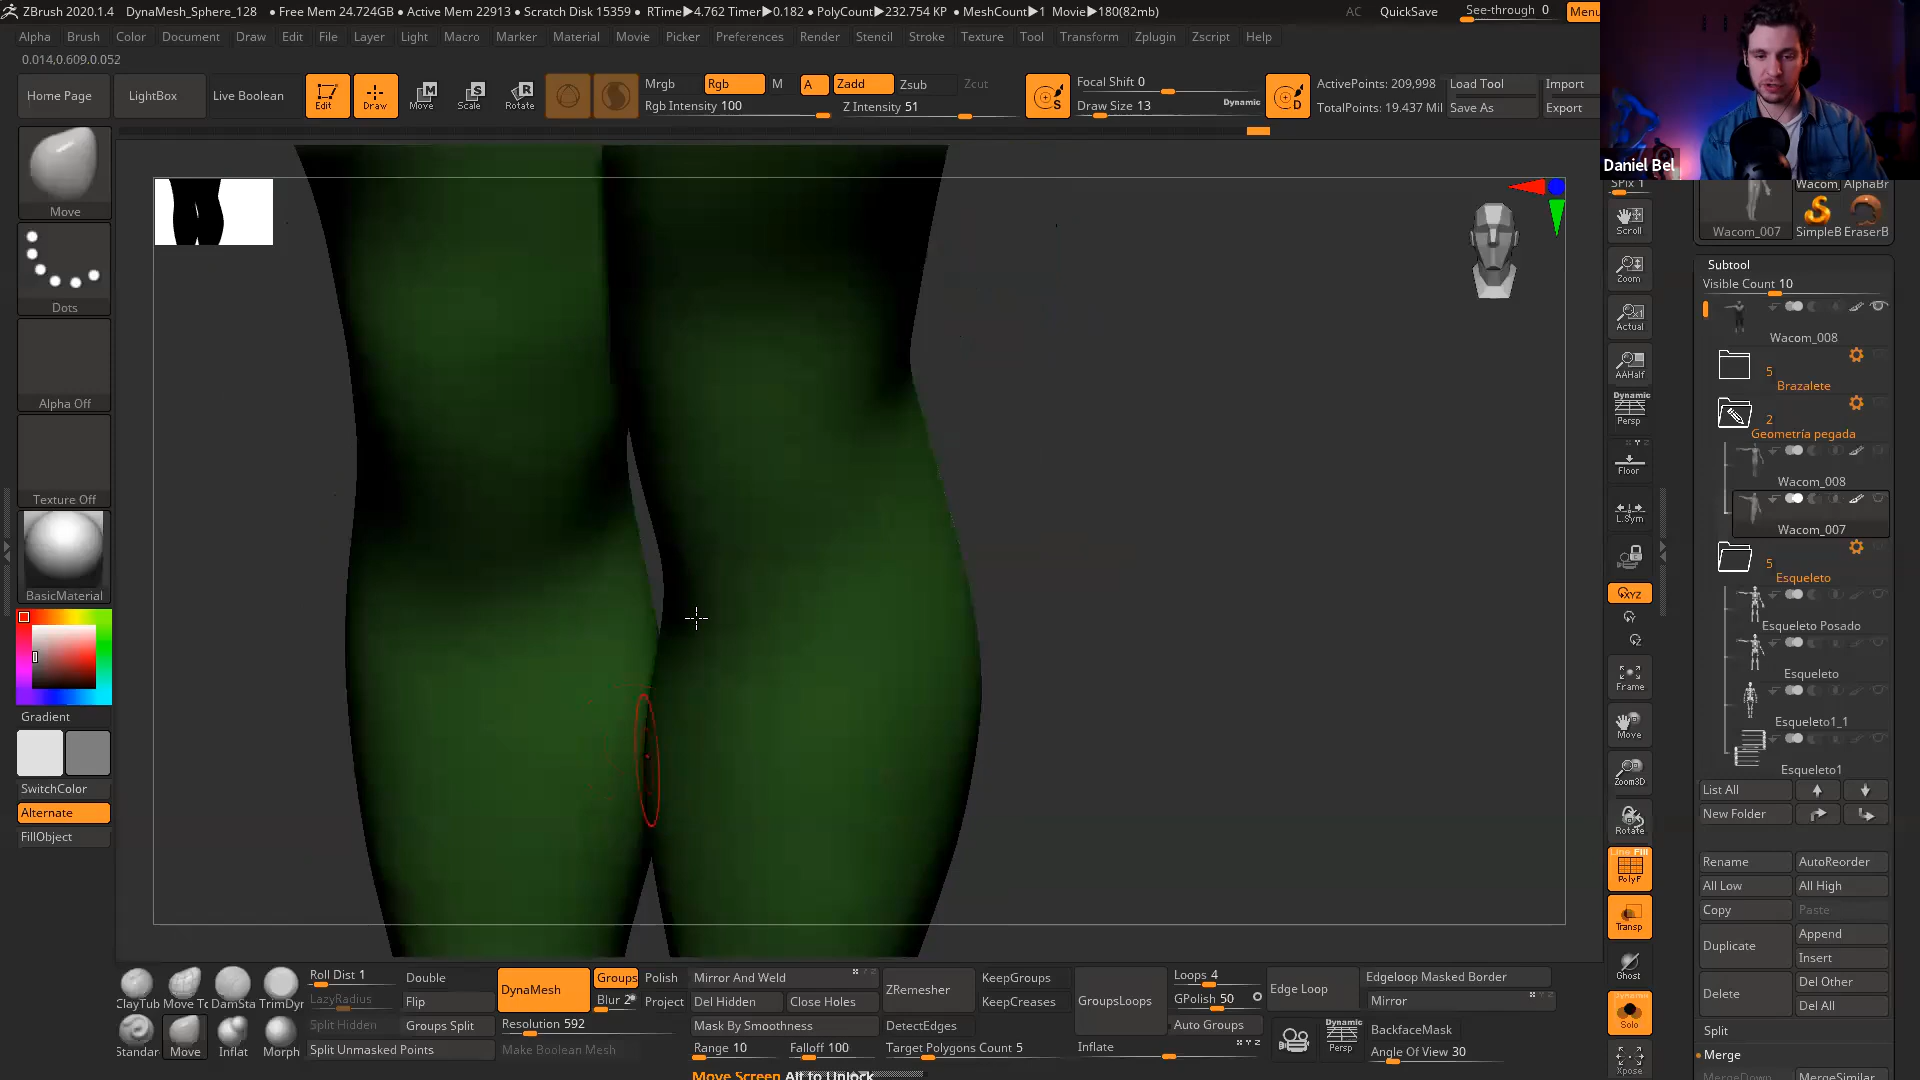 ZBrush 2020.1.4 DynaMesh_Sphere_128 • Free Mem 24.724GB • Active Mem 22913 • Scratch Disk 15359 • RTime▶4.762 Timer▶0.182 • PolyCount▶232.754 KP • MeshCount▶1 Movie▶180(82mb) AC QuickSave See-through 0 Menu
Alpha Brush Color Document Draw Edit File Layer Light Macro Marker Material Movie Picker Preferences Render Stencil Stroke Texture Tool Transform Zplugin Zscript Help
0.014,0.609,0.052
Home Page LightBox Live Boolean Edit Draw Move Scale Rotate
Mrgb Rgb M A Zadd Zsub Zcut
Rgb Intensity 100 Z Intensity 51
Focal Shift 0
Draw Size 13 Dynamic
ActivePoints: 209,998 Load Tool Import
TotalPoints: 19.437 Mil Save As Export
Daniel Bel
Move
Dots
Alpha Off
Texture Off
BasicMaterial
Gradient
SwitchColor
Alternate
FillObject
SPix 1
Scroll
Zoom
Actual
AAHalf
Dynamic
Persp
Floor
L.Sym
XYZ
Frame
Move
Zoom3D
Rotate
Line Fill
PolyF
Transp
Ghost
Dynamic
Solo
Xpose
Wacom AlphaBr
Wacom_007 SimpleB EraserB
Subtool
Visible Count 10
Wacom_008
5
Brazalete
2
Geometría pegada
Wacom_008
Wacom_007
5
Esqueleto
Esqueleto Posado
Esqueleto
Esqueleto1_1
Esqueleto1
List All
New Folder
Rename AutoReorder
All Low All High
Copy Paste
Duplicate Append
Insert
Delete Del Other
Del All
Split
Merge
MergeDown MergeSimilar
ClayTub Move To DamSta TrimDyn
Standar Move Inflat Morph
Roll Dist 1 Double
LazyRadius Flip
Split Hidden Groups Split
Split Unmasked Points
DynaMesh Groups Polish
Blur 2 Project
Resolution 592
Make Boolean Mesh
Mirror And Weld
Del Hidden Close Holes
Mask By Smoothness
Range 10 Falloff 100
ZRemesher KeepGroups
KeepCreases
DetectEdges
Target Polygons Count 5
GroupsLoops Loops 4
GPolish 50
Auto Groups
Inflate
Edge Loop Edgeloop Masked Border
Mirror
Dynamic
Persp
BackfaceMask
Angle Of View 30
Move Screen